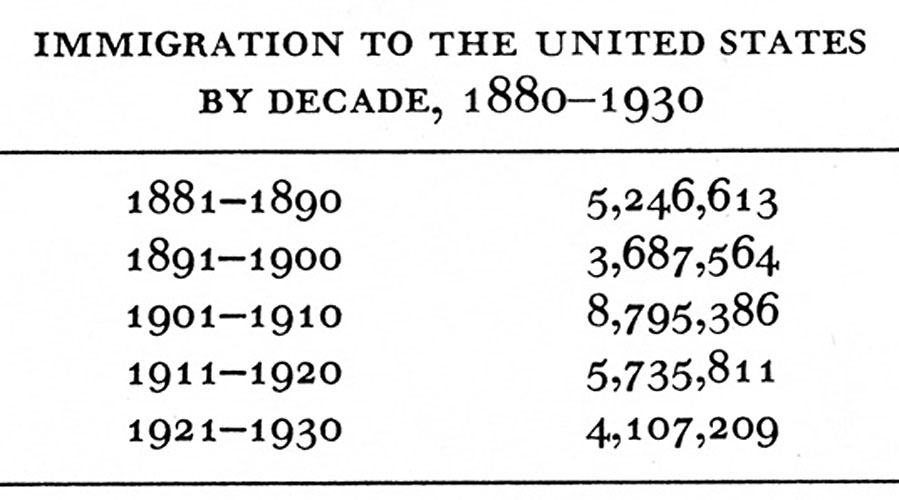 IMMIGRATION TO THE UNITED STATES
BY DECADE, 1880–1930
1881–1890 5,246,613
1891–1900 3,687,564
1901–1910 8,795,386
1911–1920 5,735,811
1921–1930 4,107,209